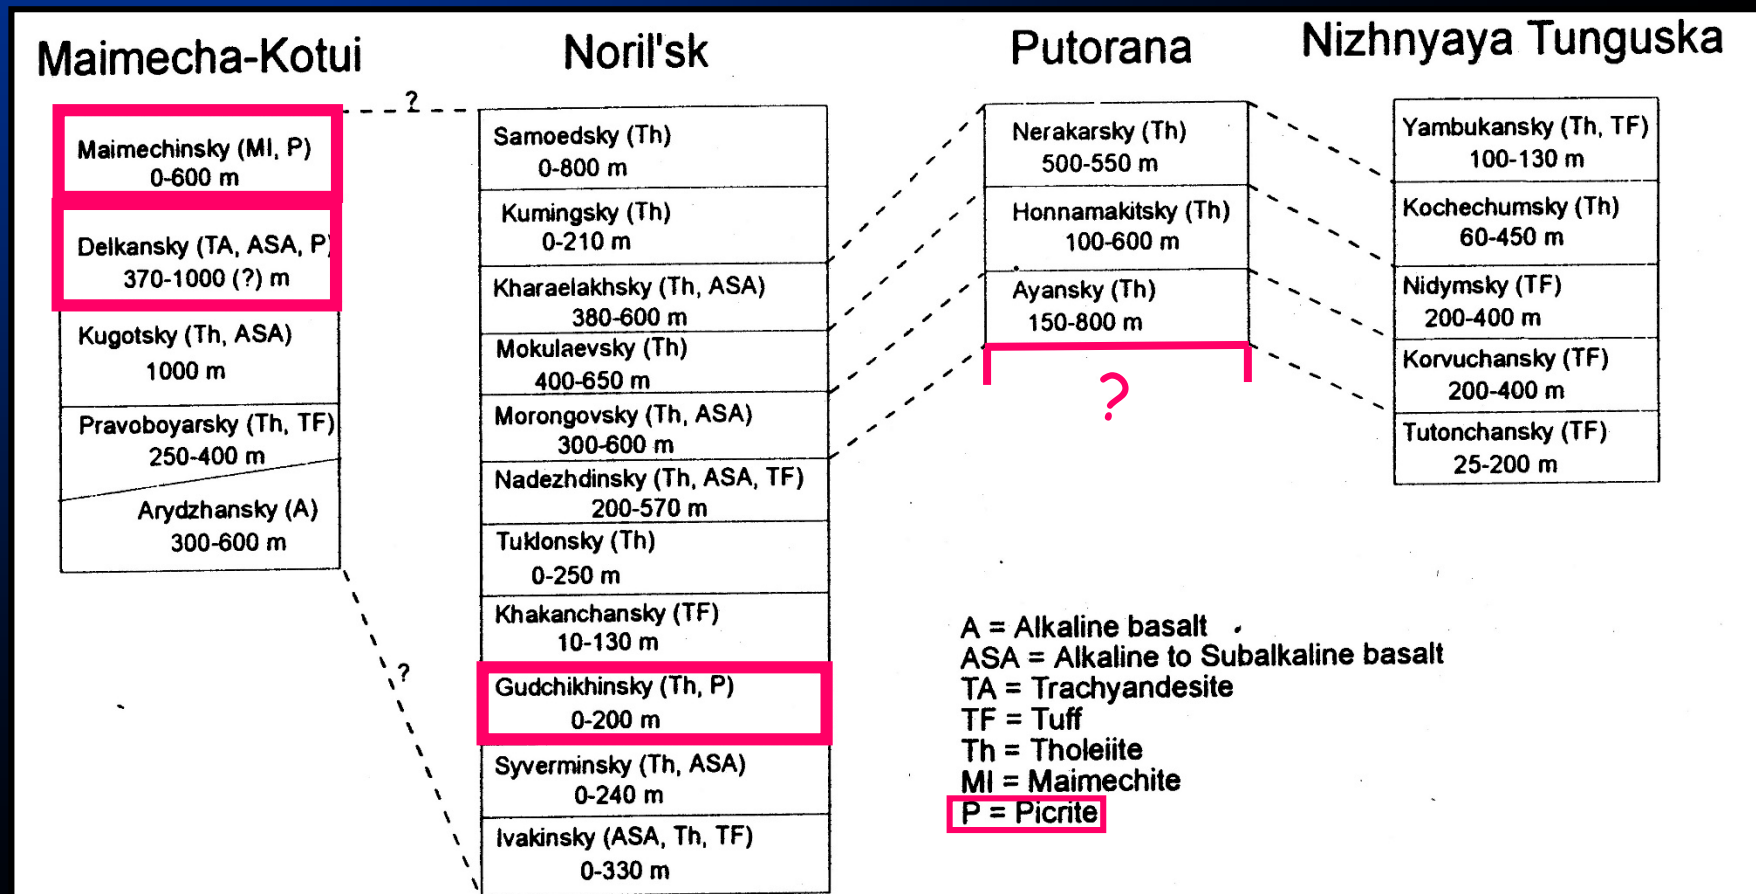 Maimecha-Kotui
Noril'sk
Putorana
Nizhnyaya Tunguska
Maimechinsky (MI, P)
0-600 m
Delkansky (TA, ASA, P)
370-1000 (?) m
Kugotsky (Th, ASA)
1000 m
Pravoboyarsky (Th, TF)
250-400 m
Arydzhansky (A)
300-600 m
?
?
Samoedsky (Th)
0-800 m
Kumingsky (Th)
0-210 m
Kharaelakhsky (Th, ASA)
380-600 m
Mokulaevsky (Th)
400-650 m
Morongovsky (Th, ASA)
300-600 m
Nadezhdinsky (Th, ASA, TF)
200-570 m
Tuklonsky (Th)
0-250 m
Khakanchansky (TF)
10-130 m
Gudchikhinsky (Th, P)
0-200 m
Syverminsky (Th, ASA)
0-240 m
Ivakinsky (ASA, Th, TF)
0-330 m
Nerakarsky (Th)
500-550 m
Honnamakitsky (Th)
100-600 m
Ayansky (Th)
150-800 m
?
Yambukansky (Th, TF)
100-130 m
Kochechumsky (Th)
60-450 m
Nidymsky (TF)
200-400 m
Korvuchansky (TF)
200-400 m
Tutonchansky (TF)
25-200 m
A = Alkaline basalt
ASA = Alkaline to Subalkaline basalt
TA = Trachyandesite
TF = Tuff
Th = Tholeiite
MI = Maimechite
P = Picrite